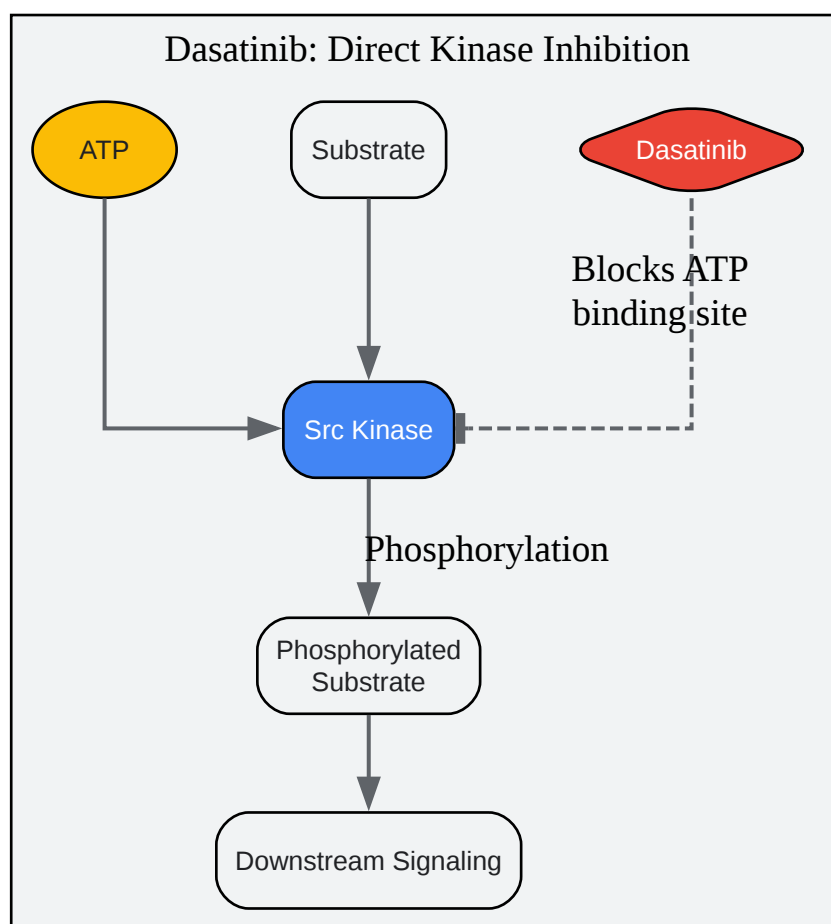 Dasatinib: Direct Kinase Inhibition
ATP
Substrate
Dasatinib
Blocks ATP
binding site
Src Kinase
Phosphorylation
Phosphorylated
Substrate
Downstream Signaling